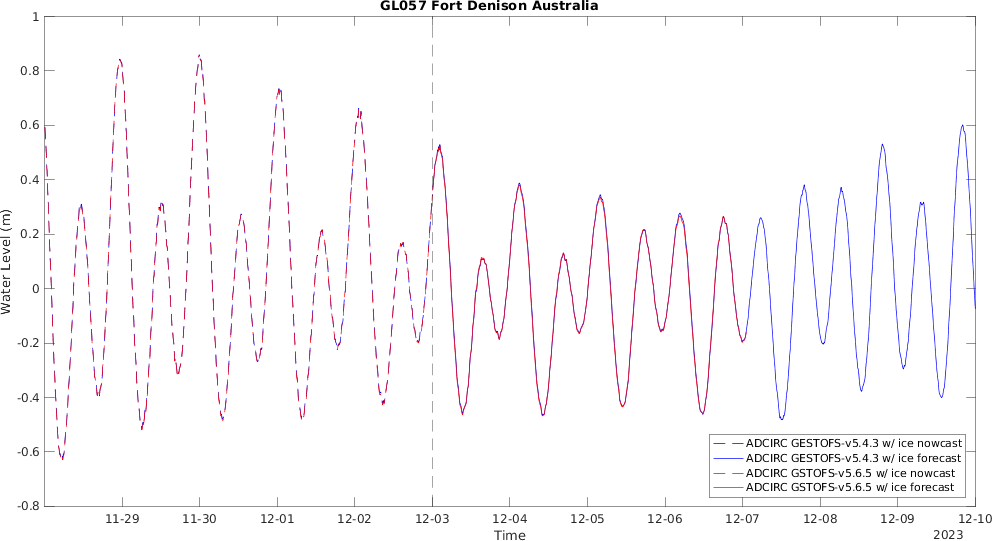 GL057 Fort Denison Australia
1
0.8
0.6
0.4
0.2
0
-0.2
-0.4
-0.6
-0.8
Water Level (m)
ADCIRC GESTOFS-v5.4.3 w/ ice nowcast
ADCIRC GESTOFS-v5.4.3 w/ ice forecast
ADCIRC GSTOFS-v5.6.5 w/ ice nowcast
ADCIRC GSTOFS-v5.6.5 w/ ice forecast
11-29 11-30 12-01 12-02 12-03 12-04 12-05 12-06 12-07 12-08 12-09 12-10
Time
2023